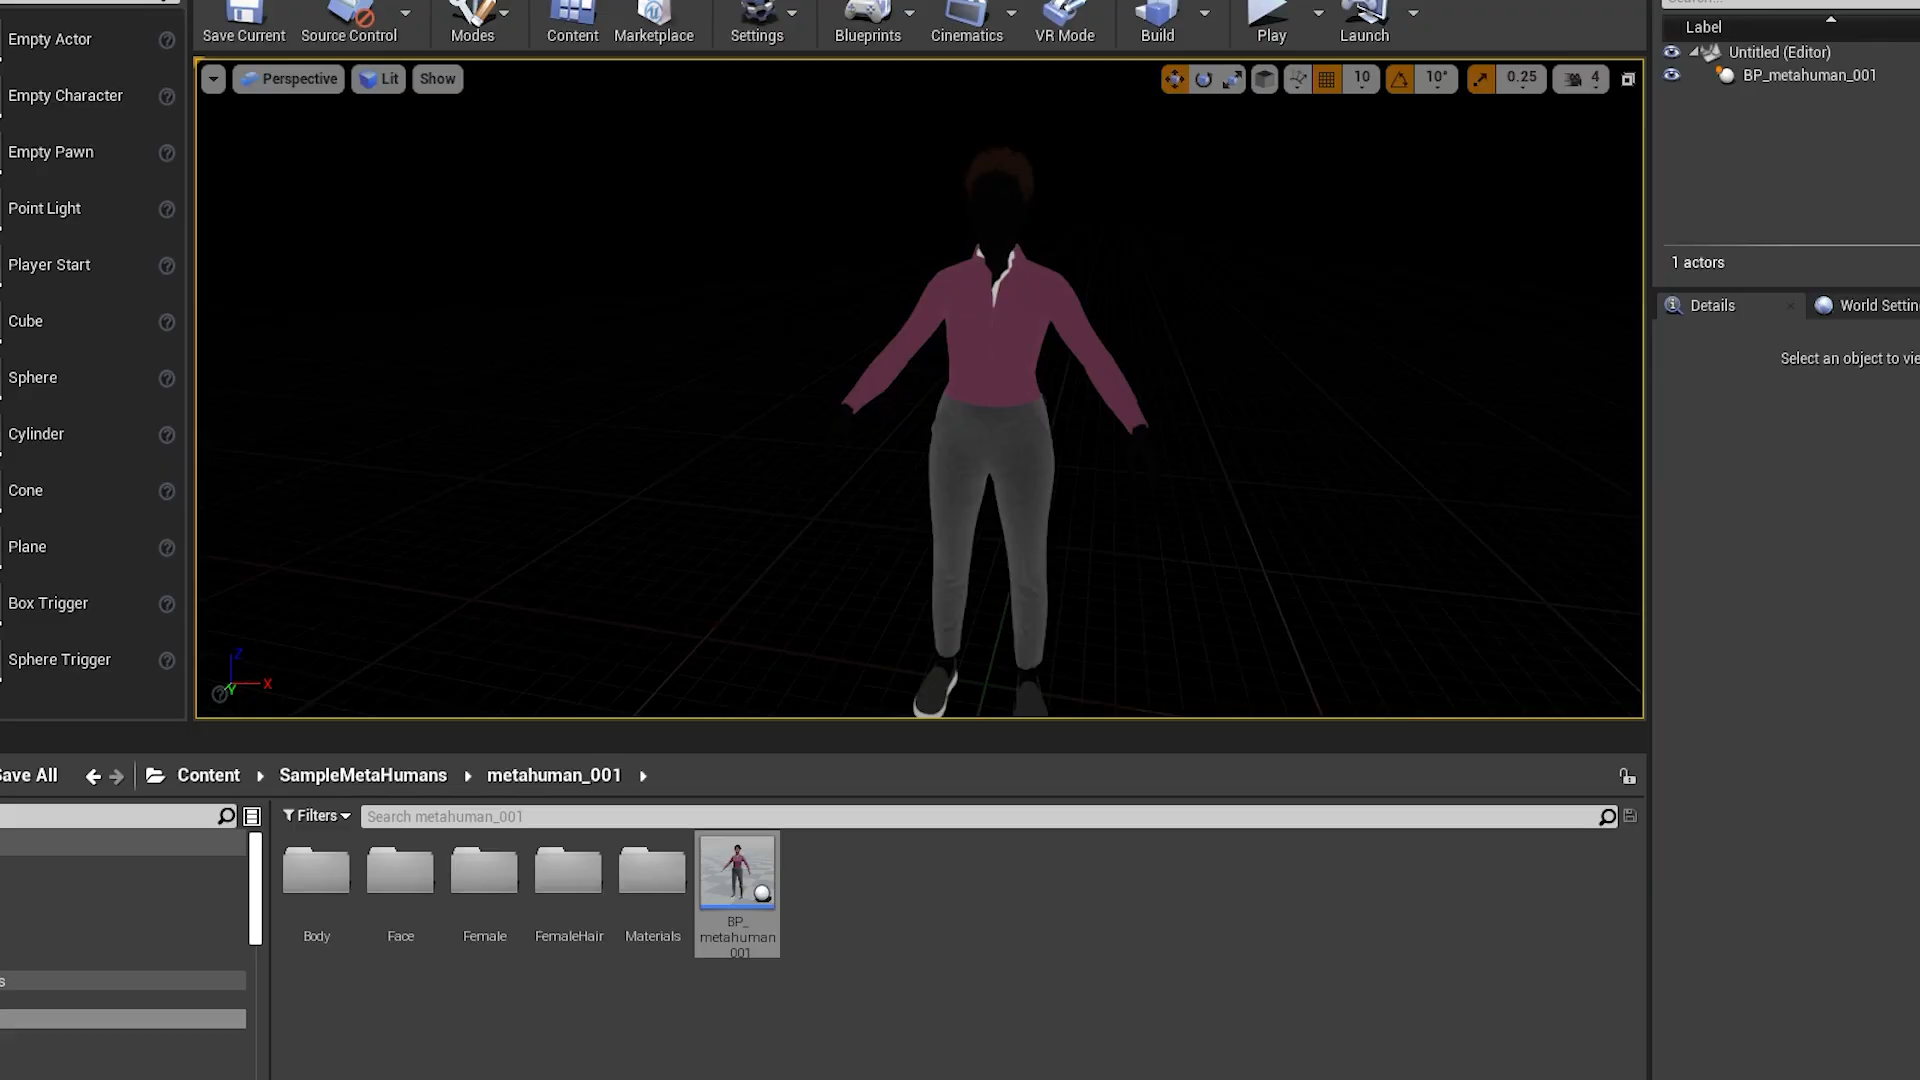 Save Current Source Control Modes Content Marketplace Settings Blueprints Cinematics VR Mode Build Play Launch
Perspective Lit Show 10 10° 0.25 4
Empty Actor
Empty Character
Empty Pawn
Point Light
Player Start
Cube
Sphere
Cylinder
Cone
Plane
Box Trigger
Sphere Trigger
Z
X
Y
Label
Untitled (Editor)
BP_metahuman_001
1 actors
Details World Settin
Select an object to vie
Save All Content SampleMetaHumans metahuman_001
Filters Search metahuman_001
Body Face Female FemaleHair Materials
BP_
metahuman
001
s